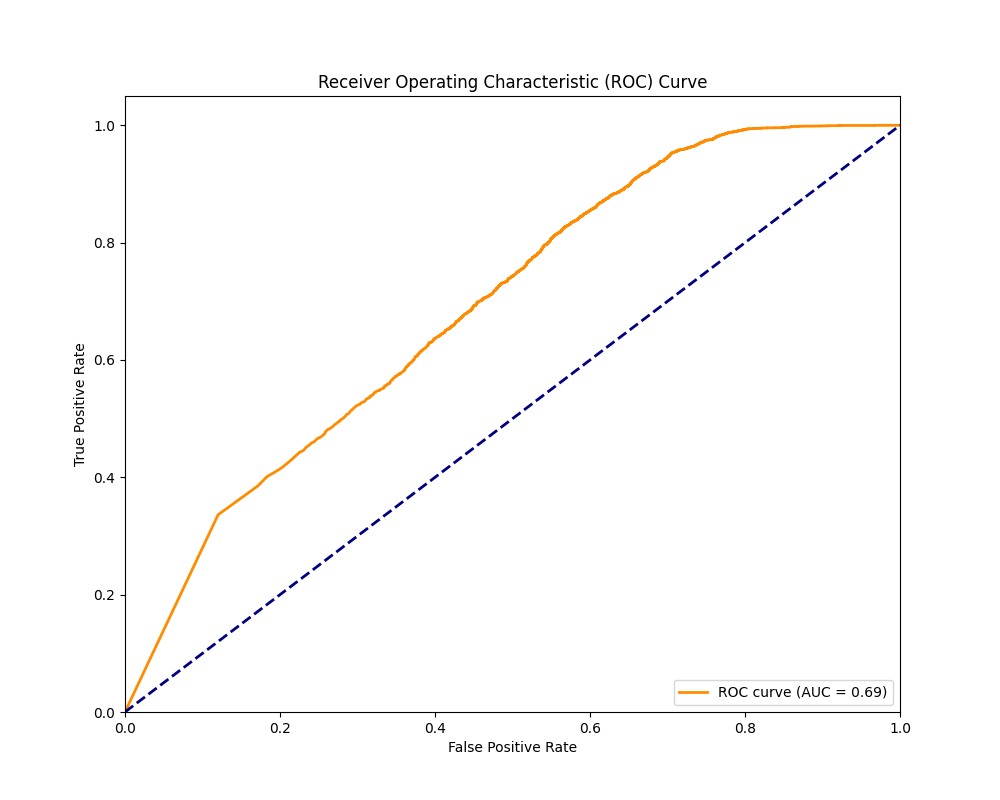 Receiver Operating Characteristic (ROC) Curve
True Positive Rate
1.0
0.8
0.6
0.4
0.2
0.0
ROC curve (AUC = 0.69)
0.0 0.2 0.4 0.6 0.8 1.0
False Positive Rate